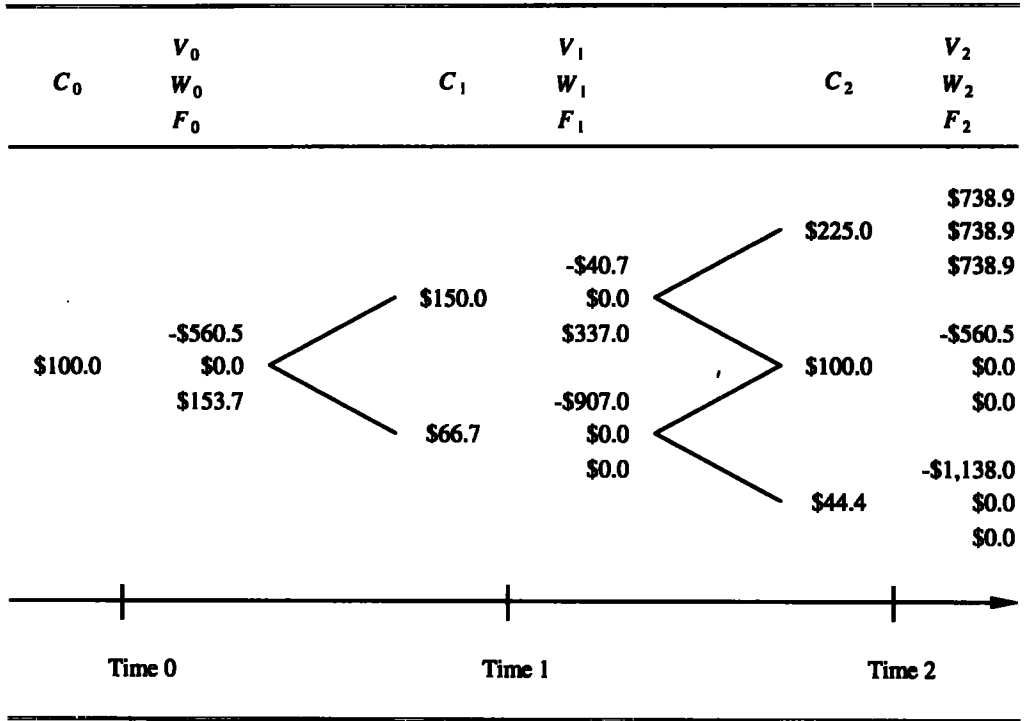 V₀ V₁ V₂
C₀ W₀ C₁ W₁ C₂ W₂
F₀ F₁ F₂
$738.9
$225.0 $738.9
-$40.7 $738.9
$150.0 $0.0
-$560.5 $337.0 -$560.5
$100.0 $0.0 $100.0 $0.0
$153.7 -$907.0 $0.0
$66.7 $0.0
$0.0 -$1,138.0
$44.4 $0.0
$0.0
Time 0 Time 1 Time 2